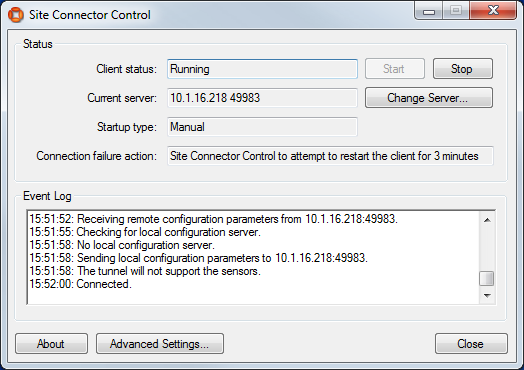 Site Connector Control
Status
Client status: Running Start Stop
Current server: 10.1.16.218 49983 Change Server...
Startup type: Manual
Connection failure action: Site Connector Control to attempt to restart the client for 3 minutes
Event Log
15:51:52: Receiving remote configuration parameters from 10.1.16.218:49983.
15:51:55: Checking for local configuration server.
15:51:58: No local configuration server.
15:51:58: Sending local configuration parameters to 10.1.16.218:49983.
15:51:58: The tunnel will not support the sensors.
15:52:00: Connected.
About Advanced Settings... Close